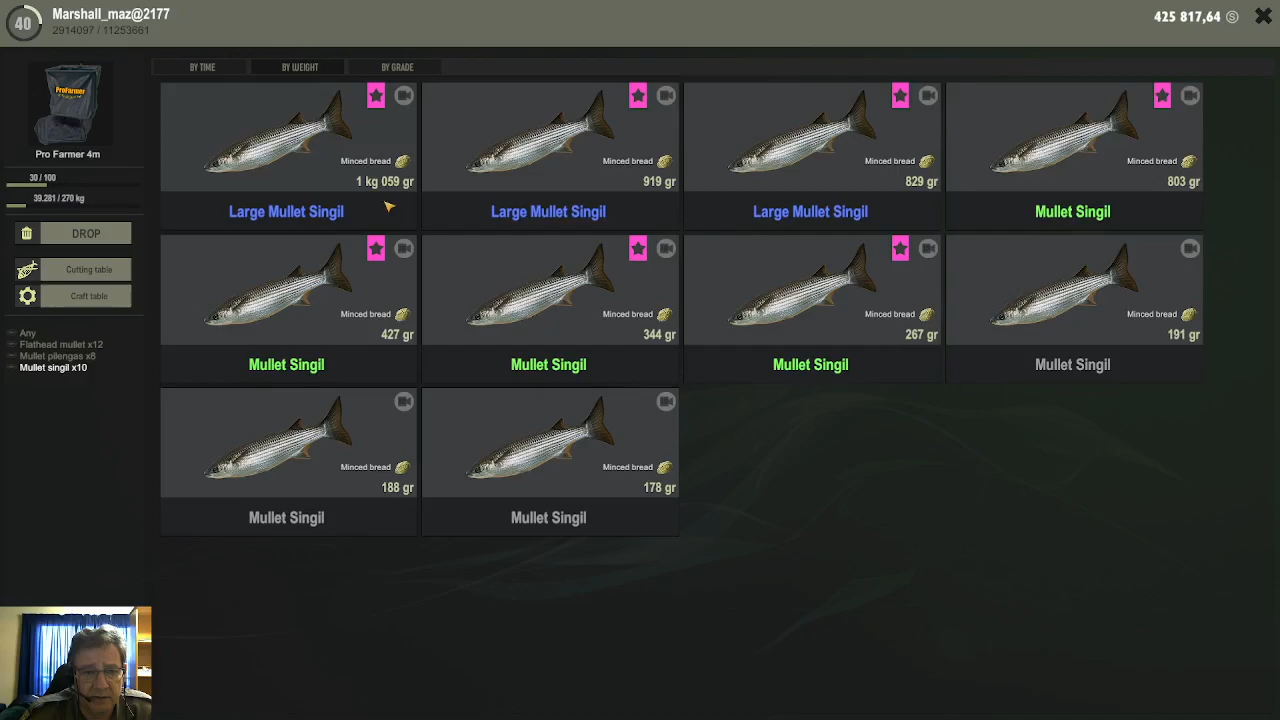 40
Marshall_maz@2177
2914097 / 11253661
425 817,64
BY TIME
BY WEIGHT
BY GRADE
ProFarmer
Pro Farmer 4m
30 / 100
39.281 / 270 kg
DROP
Cutting table
Craft table
Any
Flathead mullet x12
Mullet pilengas x8
Mullet singil x10
Minced bread
1 kg 059 gr
Large Mullet Singil
Minced bread
919 gr
Large Mullet Singil
Minced bread
829 gr
Large Mullet Singil
Minced bread
803 gr
Mullet Singil
Minced bread
427 gr
Mullet Singil
Minced bread
344 gr
Mullet Singil
Minced bread
267 gr
Mullet Singil
Minced bread
191 gr
Mullet Singil
Minced bread
188 gr
Mullet Singil
Minced bread
178 gr
Mullet Singil